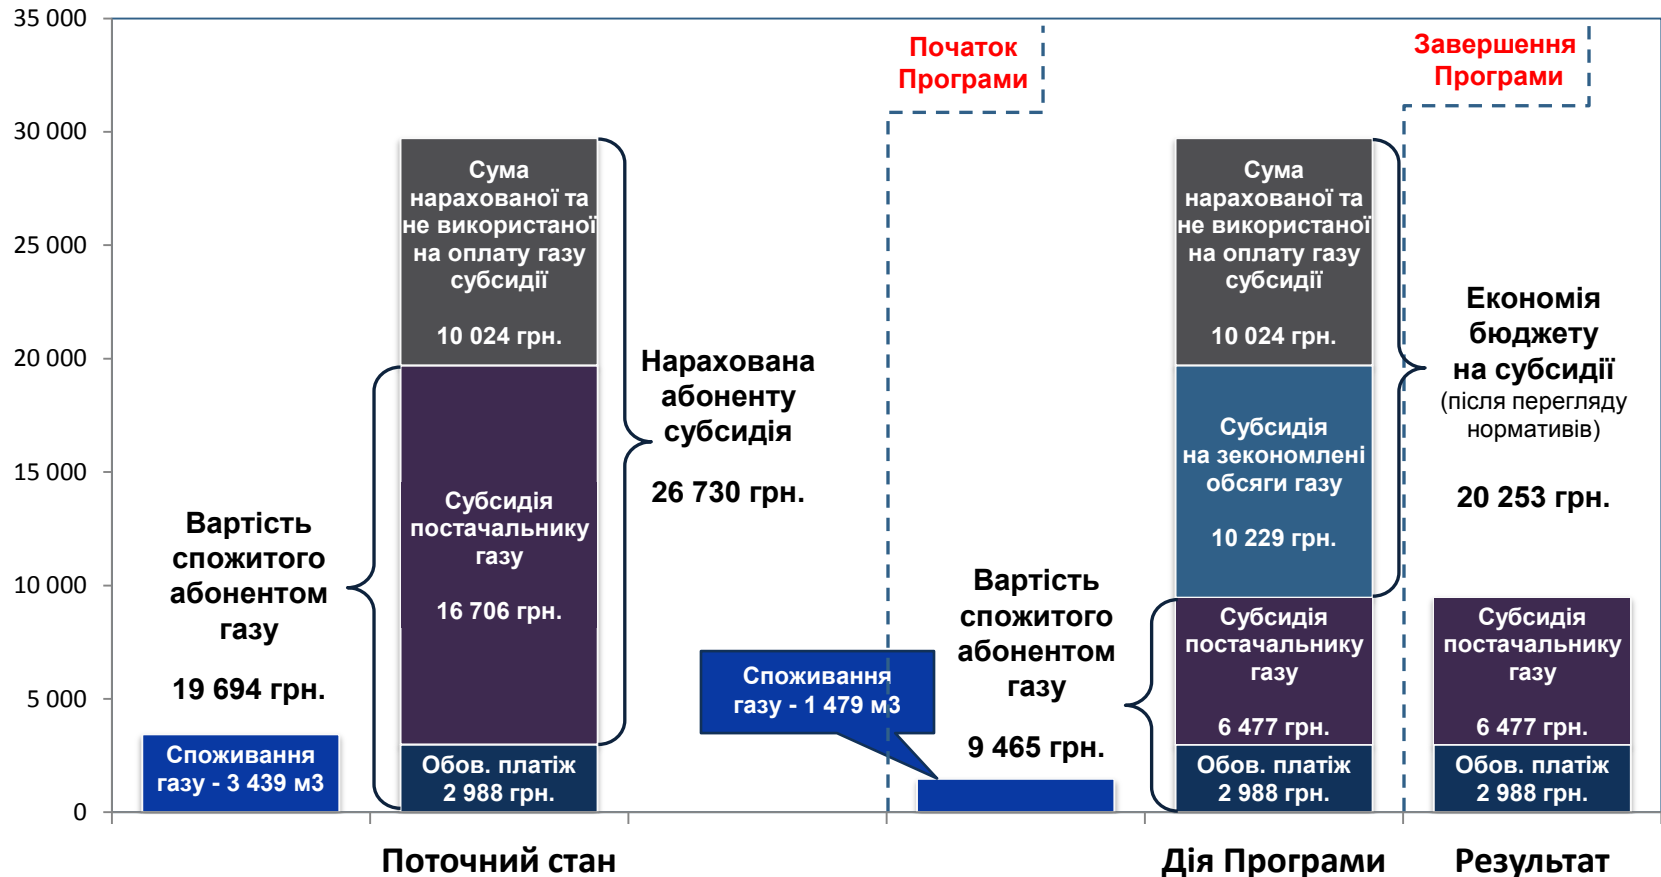 35 000
30 000
25 000
20 000
15 000
10 000
5 000
0
Початок
Програми
Завершення
Програми
Сума
нарахованої та
не використаної
на оплату газу
субсидії
10 024 грн.
Субсидія
постачальнику
газу
16 706 грн.
Обов. платіж
2 988 грн.
Вартість
спожитого
абонентом
газу
19 694 грн.
Споживання
газу - 3 439 м3
Нарахована
абоненту
субсидія
26 730 грн.
Споживання
газу - 1 479 м3
Вартість
спожитого
абонентом
газу
9 465 грн.
Сума
нарахованої та
не використаної
на оплату газу
субсидії
10 024 грн.
Субсидія
на зекономлені
обсяги газу
10 229 грн.
Субсидія
постачальнику
газу
6 477 грн.
Обов. платіж
2 988 грн.
Економія
бюджету
на субсидії
(після перегляду
нормативів)
20 253 грн.
Субсидія
постачальнику
газу
6 477 грн.
Обов. платіж
2 988 грн.
Поточний стан
Дія Програми
Результат